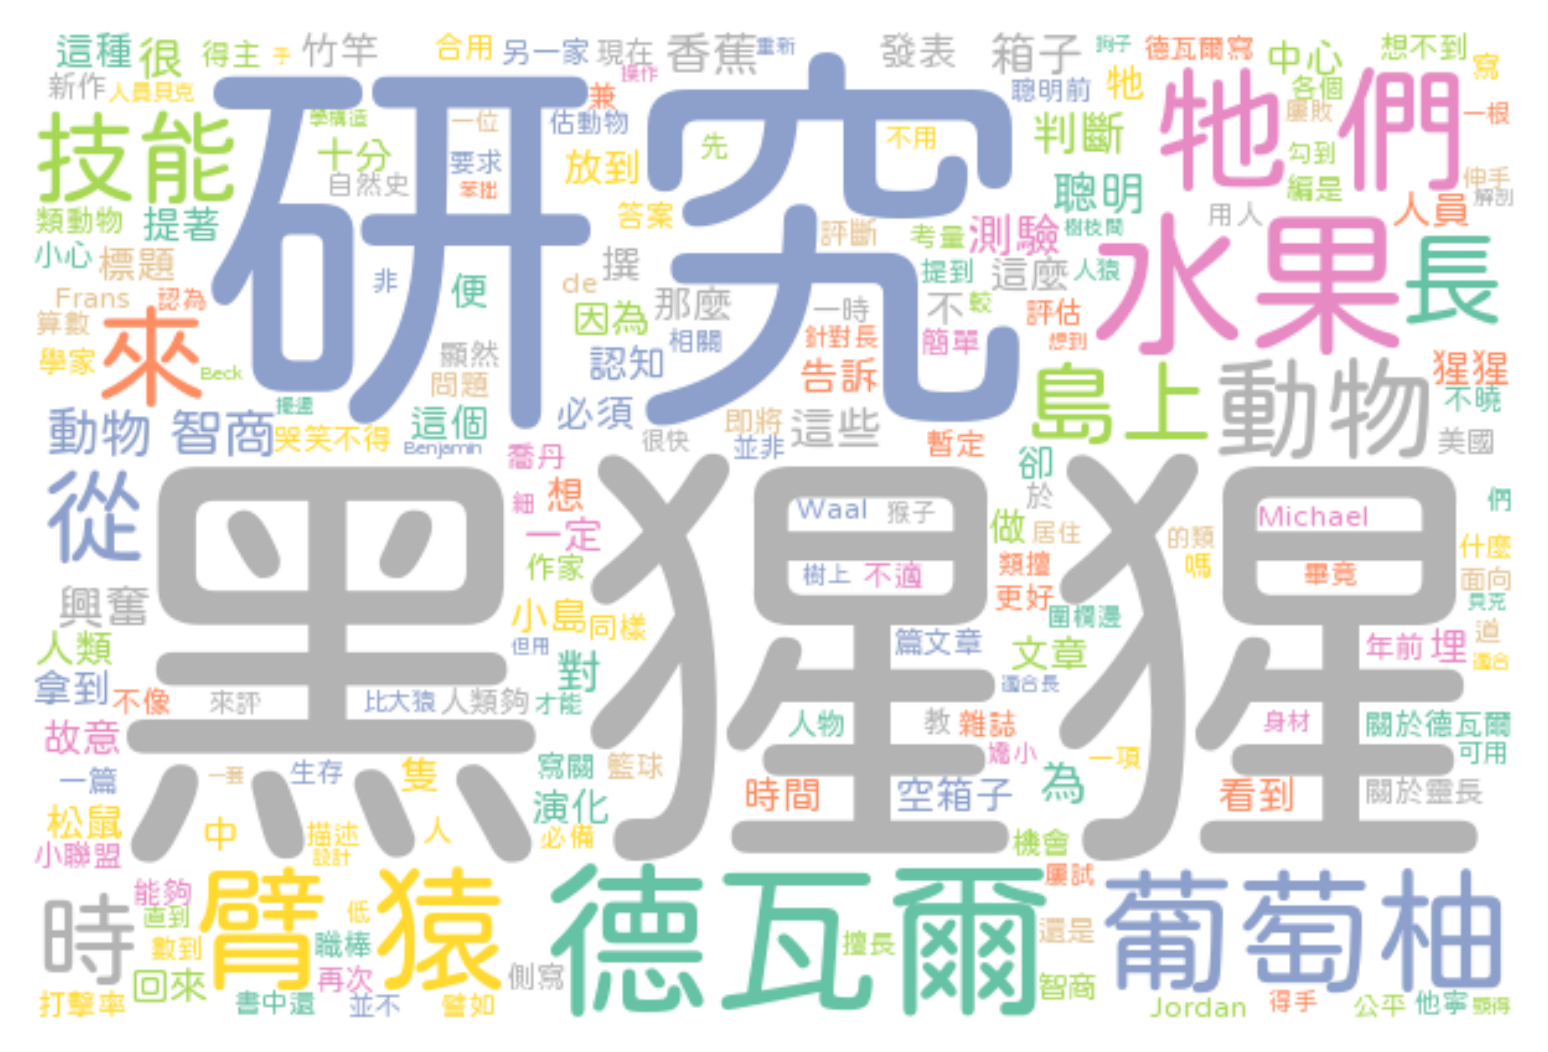 這種 很 得主 予 竹竿 合用 另一家 現在 香蕉 重新 發表 箱子 狗子 德瓦爾寫 中心 想不到
新作 人員貝克 操作 兼 聰明前 牠 各個 寫
技能 學購造 一位 估動物 不用 判斷 牠們 屢敗 一根
研究
十分 要求 放到 先 勾到
自然史 笨拙 聰明 編是 伸手 解剖
類動物 提著 答案 評斷 考量 測驗 樹枝間 用人 人員
小心 標題 非 便 de 撰 提到 這麼 人猿 水果 長
Frans 認為 因為 那麼 一時 不 較 評估
算數 來 顯然 認知 相關 針對長 簡單 想到
學家 Beck 問題 告訴 島上 動物 猩猩
擺盪 不曉
動物 智商 哭笑不得 這個 必須 即將 這些 暫定 美國
Benjamin 很快 並非
從 喬丹 卻
黑猩猩
細 想 Waal 猴子 於 Michael 們
一定 做 居住 的類 什麼
興奮 作家 樹上 不適 類擅 嗎 畢竟 面向
小島 同樣 更好 圍欄邊 貝克
人類 但用 篇文章 文章 年前 埋 道
拿到 不像 來評 比大猿 人類夠 對 才能 適合長 適合
故意 人物 教 雜誌 身材 關於德瓦爾
一篇 一套 生存 隻 寫關 籃球 嬌小 一項 可用
松鼠 中 描述 人 演化 時間 空箱子 為 看到 關於靈長
小聯盟 設計 必備 機會
時 能夠 臂猿 德瓦爾 屢試 葡萄柚
直到 低
數到 職棒 擅長 還是
回來 再次 側寫 智商
打擊率 書中還 並不 譬如 Jordan 得手 公平 他寧 顯得